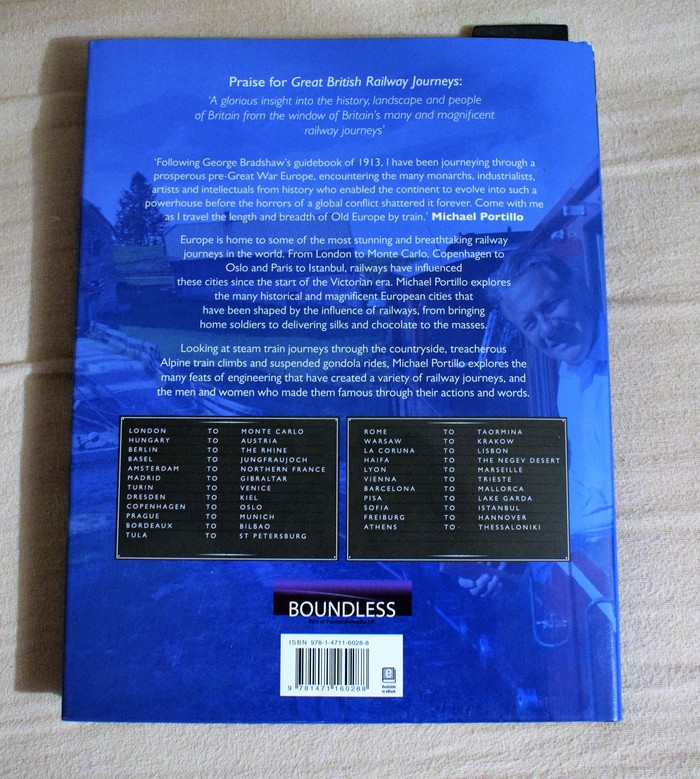 Praise for Great British Railway Journeys:
'A glorious insight into the history, landscape and people
of Britain from the window of Britain's many and magnificent
railway journeys'
'Following George Bradshaw's guidebook of 1913, I have been journeying through a
prosperous pre-Great War Europe, encountering the many monarchs, industrialists,
artists and intellectuals from history who enabled the continent to evolve into such a
powerhouse before the horrors of a global conflict shattered it forever. Come with me
as I travel the length and breadth of Old Europe by train.' Michael Portillo
Europe is home to some of the most stunning and breathtaking railway
journeys in the world. From London to Monte Carlo, Copenhagen to
Oslo and Paris to Istanbul, railways have influenced
these cities since the start of the Victorian era. Michael Portillo explores
the many historical and magnificent European cities that
have been shaped by the influence of railways, from bringing
home soldiers to delivering silks and chocolate to the masses.
Looking at steam train journeys through the countryside, treacherous
Alpine train climbs and suspended gondola rides, Michael Portillo explores the
many feats of engineering that have created a variety of railway journeys, and
the men and women who made them famous through their actions and words.
LONDON TO MONTE CARLO
HUNGARY TO AUSTRIA
BERLIN TO THE RHINE
BASEL TO JUNGFRAUJOCH
AMSTERDAM TO NORTHERN FRANCE
MADRID TO GIBRALTAR
TURIN TO VENICE
DRESDEN TO KIEL
COPENHAGEN TO OSLO
PRAGUE TO MUNICH
BORDEAUX TO BILBAO
TULA TO ST PETERSBURG
ROME TO TAORMINA
WARSAW TO KRAKOW
LA CORUNA TO LISBON
HAIFA TO THE NEGEV DESERT
LYON TO MARSEILLE
VIENNA TO TRIESTE
BARCELONA TO MALLORCA
PISA TO LAKE GARDA
SOFIA TO ISTANBUL
FREIBURG TO HANNOVER
ATHENS TO THESSALONIKI
BOUNDLESS
Part of
ISBN 978-1-4711-6028-8
9 781471 160288
e
Available
in eBook